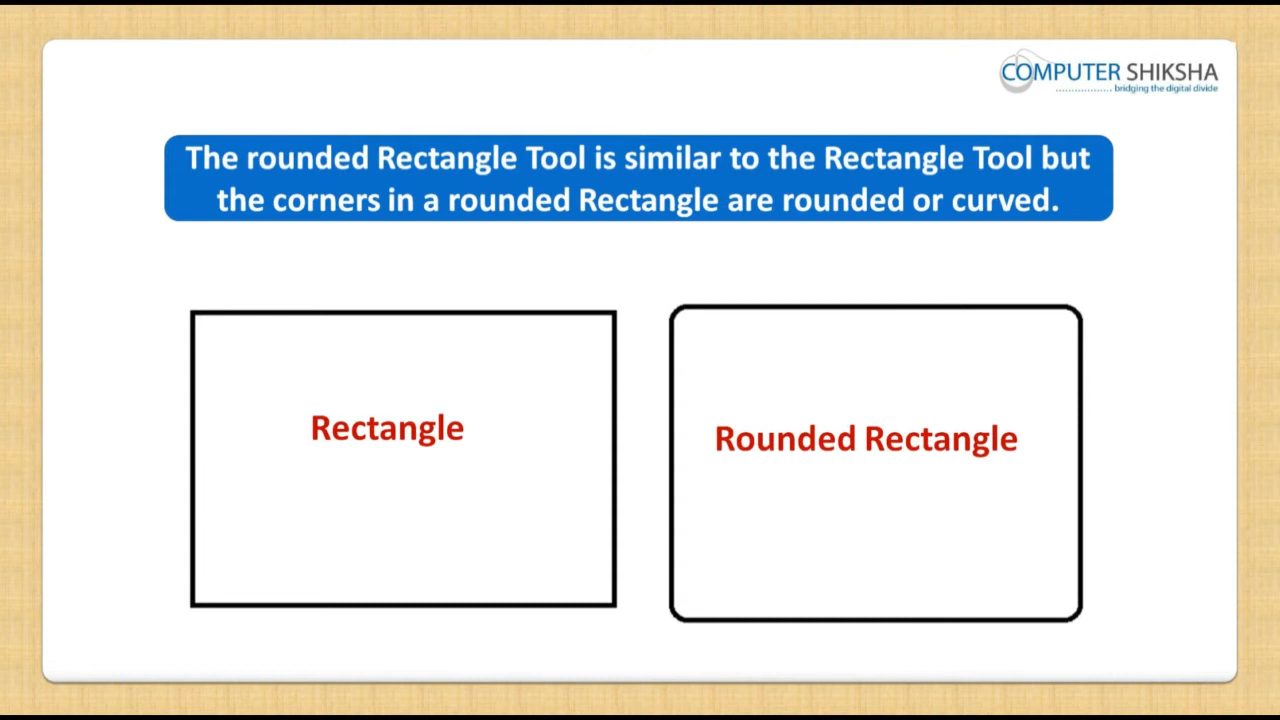 COMPUTER SHIKSHA
bridging the digital divide
The rounded Rectangle Tool is similar to the Rectangle Tool but
the corners in a rounded Rectangle are rounded or curved.
Rectangle
Rounded Rectangle